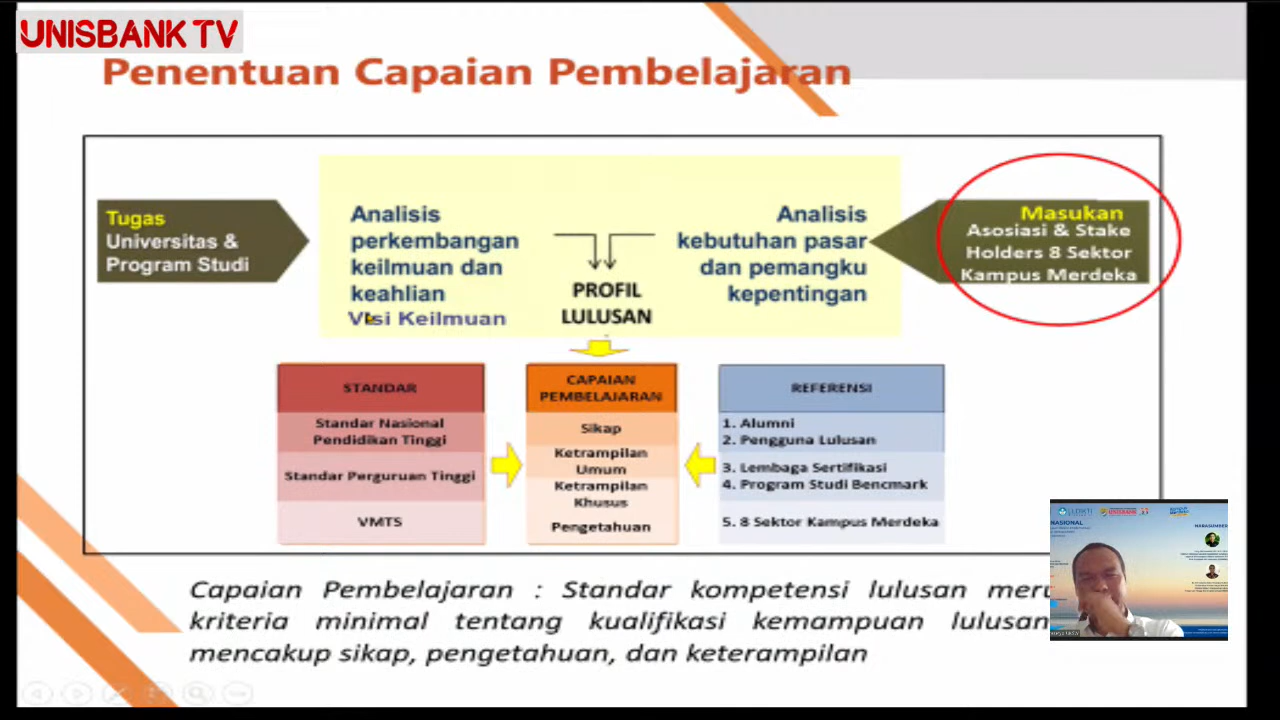 UNISBANK TV
Penentuan Capaian Pembelajaran
Tugas
Universitas &
Program Studi
Analisis
perkembangan
keilmuan dan
keahlian
Visi Keilmuan
PROFIL
LULUSAN
Analisis
kebutuhan pasar
dan pemangku
kepentingan
Masukan
Asosiasi & Stake
Holders 8 Sektor
Kampus Merdeka
STANDAR
Standar Nasional
Pendidikan Tinggi
Standar Perguruan Tinggi
VMTS
CAPAIAN
PEMBELAJARAN
Sikap
Ketrampilan
Umum
Ketrampilan
Khusus
Pengetahuan
REFERENSI
1. Alumni
2. Pengguna Lulusan
3. Lembaga Sertifikasi
4. Program Studi Bencmark
5. 8 Sektor Kampus Merdeka
Capaian Pembelajaran : Standar kompetensi lulusan
kriteria minimal tentang kualifikasi kemampuan lulusan
mencakup sikap, pengetahuan, dan keterampilan
UNISBANK
NASIONAL
NARASUMBER